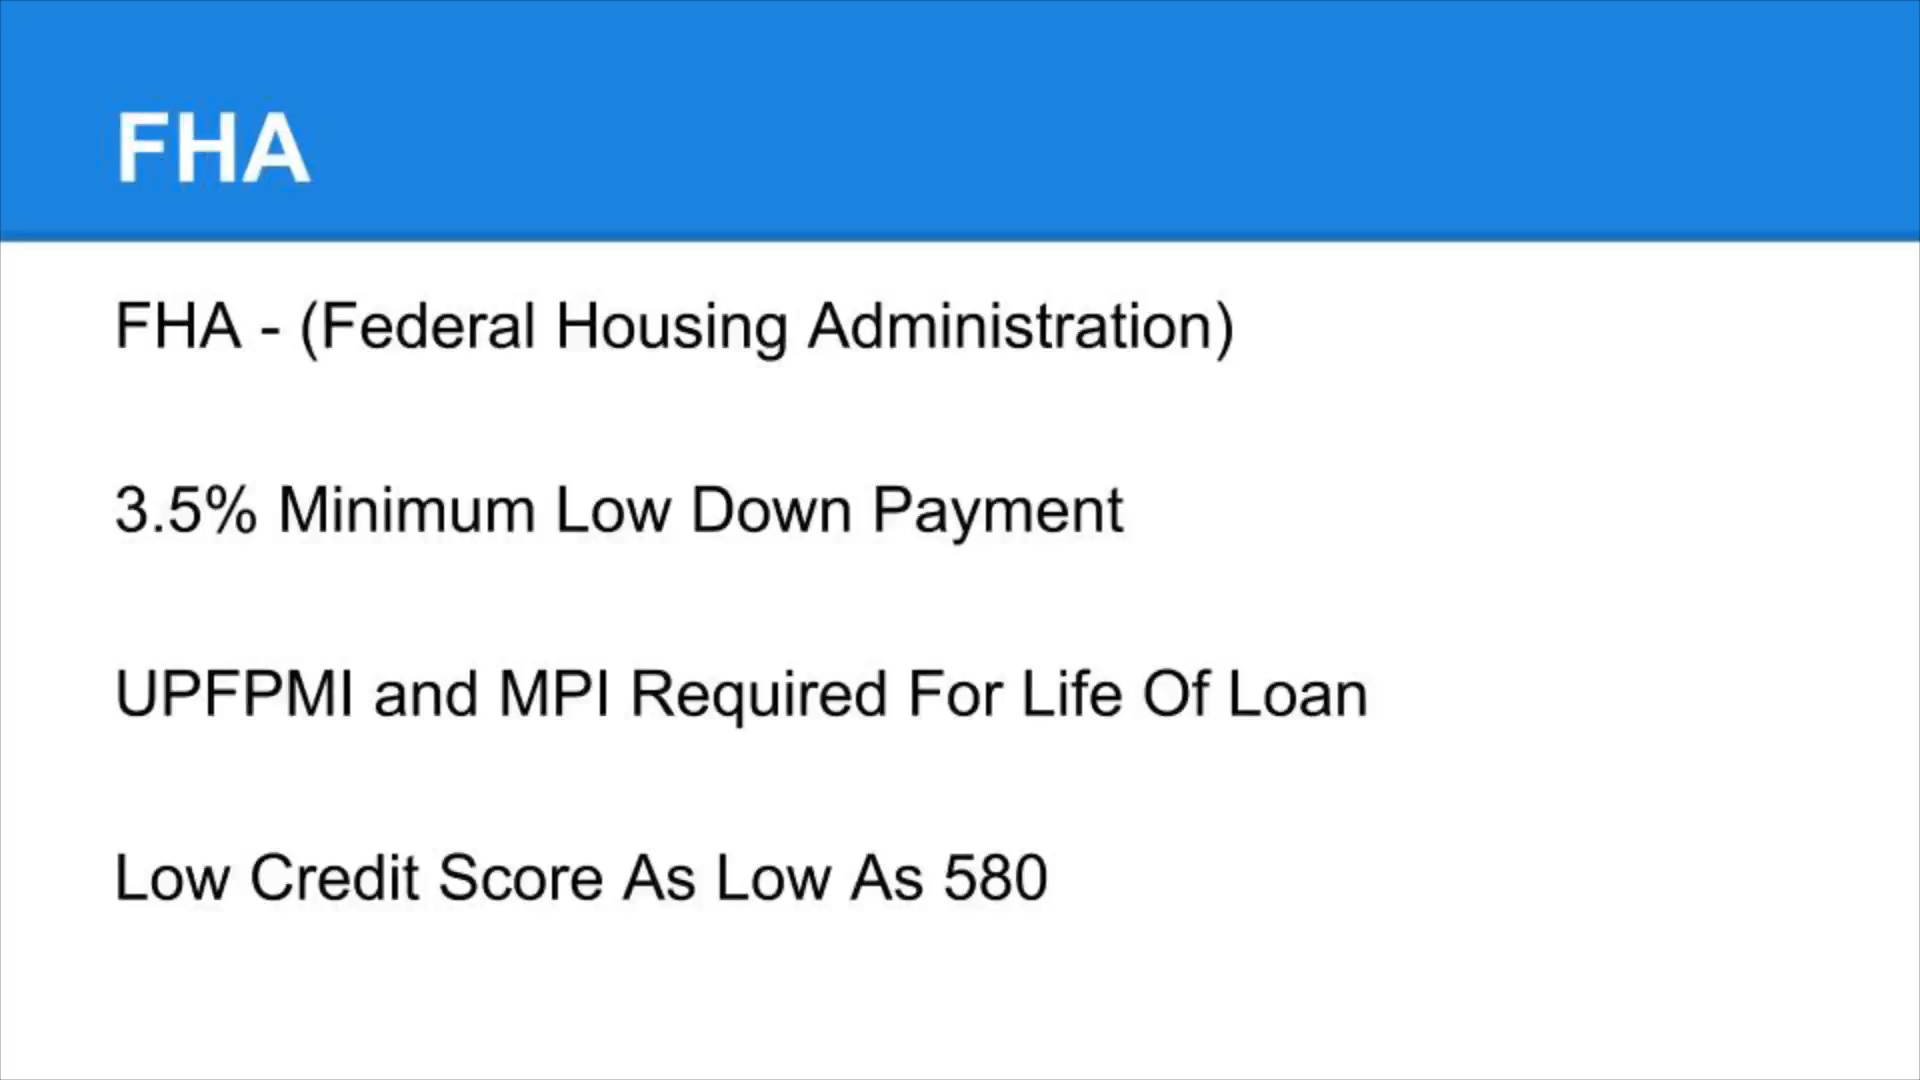 FHA
FHA - (Federal Housing Administration)
3.5% Minimum Low Down Payment
UPFPMI and MPI Required For Life Of Loan
Low Credit Score As Low As 580